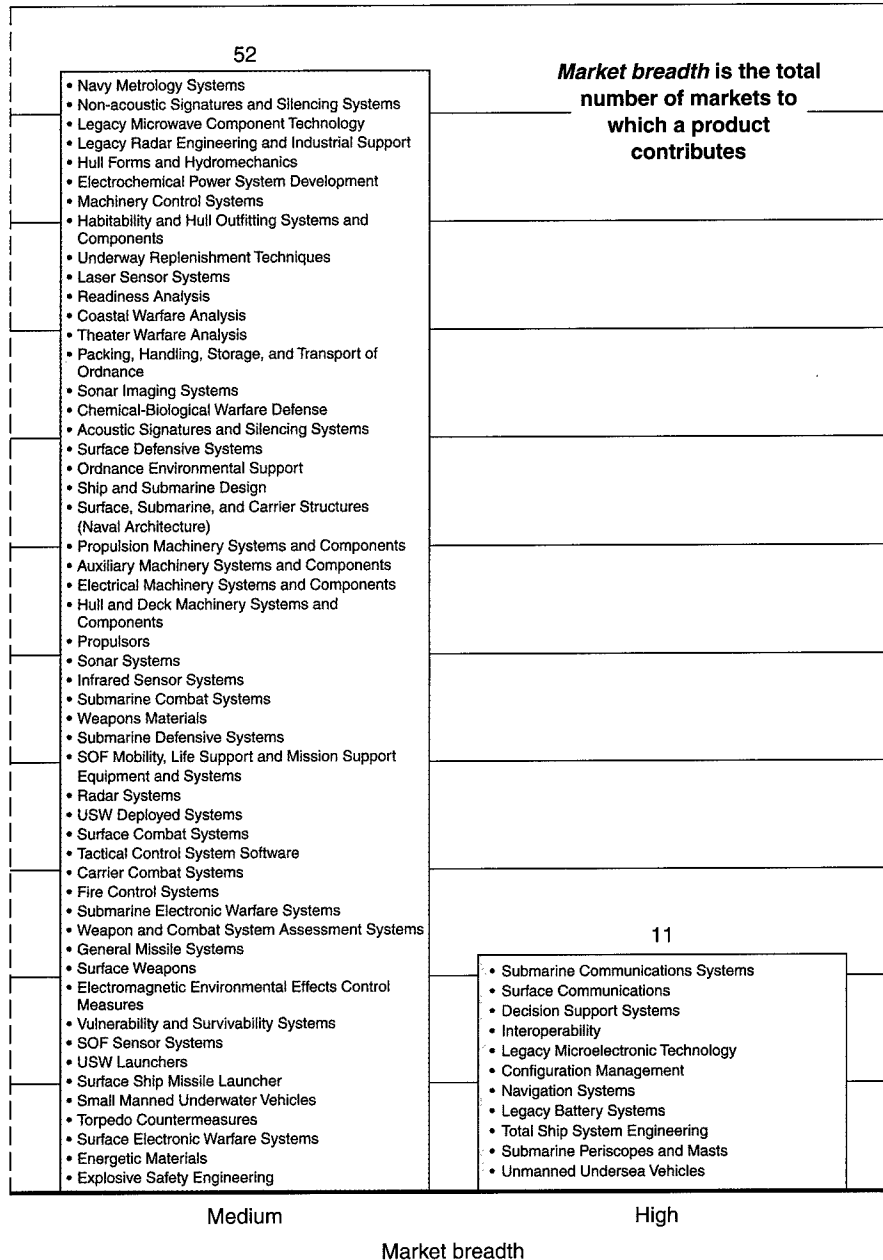 52
Market breadth is the total
number of markets to
which a product
contributes
• Navy Metrology Systems
• Non-acoustic Signatures and Silencing Systems
• Legacy Microwave Component Technology
• Legacy Radar Engineering and Industrial Support
• Hull Forms and Hydromechanics
• Electrochemical Power System Development
• Machinery Control Systems
• Habitability and Hull Outfitting Systems and
Components
• Underway Replenishment Techniques
• Laser Sensor Systems
• Readiness Analysis
• Coastal Warfare Analysis
• Theater Warfare Analysis
• Packing, Handling, Storage, and Transport of
Ordnance
• Sonar Imaging Systems
• Chemical-Biological Warfare Defense
• Acoustic Signatures and Silencing Systems
• Surface Defensive Systems
• Ordnance Environmental Support
• Ship and Submarine Design
• Surface, Submarine, and Carrier Structures
(Naval Architecture)
• Propulsion Machinery Systems and Components
• Auxiliary Machinery Systems and Components
• Electrical Machinery Systems and Components
• Hull and Deck Machinery Systems and
Components
• Propulsors
• Sonar Systems
• Infrared Sensor Systems
• Submarine Combat Systems
• Weapons Materials
• Submarine Defensive Systems
• SOF Mobility, Life Support and Mission Support
Equipment and Systems
• Radar Systems
• USW Deployed Systems
• Surface Combat Systems
• Tactical Control System Software
• Carrier Combat Systems
• Fire Control Systems
• Submarine Electronic Warfare Systems
• Weapon and Combat System Assessment Systems
• General Missile Systems
• Surface Weapons
• Electromagnetic Environmental Effects Control
Measures
• Vulnerability and Survivability Systems
• SOF Sensor Systems
• USW Launchers
• Surface Ship Missile Launcher
• Small Manned Underwater Vehicles
• Torpedo Countermeasures
• Surface Electronic Warfare Systems
• Energetic Materials
• Explosive Safety Engineering
11
• Submarine Communications Systems
• Surface Communications
• Decision Support Systems
• Interoperability
• Legacy Microelectronic Technology
• Configuration Management
• Navigation Systems
• Legacy Battery Systems
• Total Ship System Engineering
• Submarine Periscopes and Masts
• Unmanned Undersea Vehicles
Medium
High
Market breadth